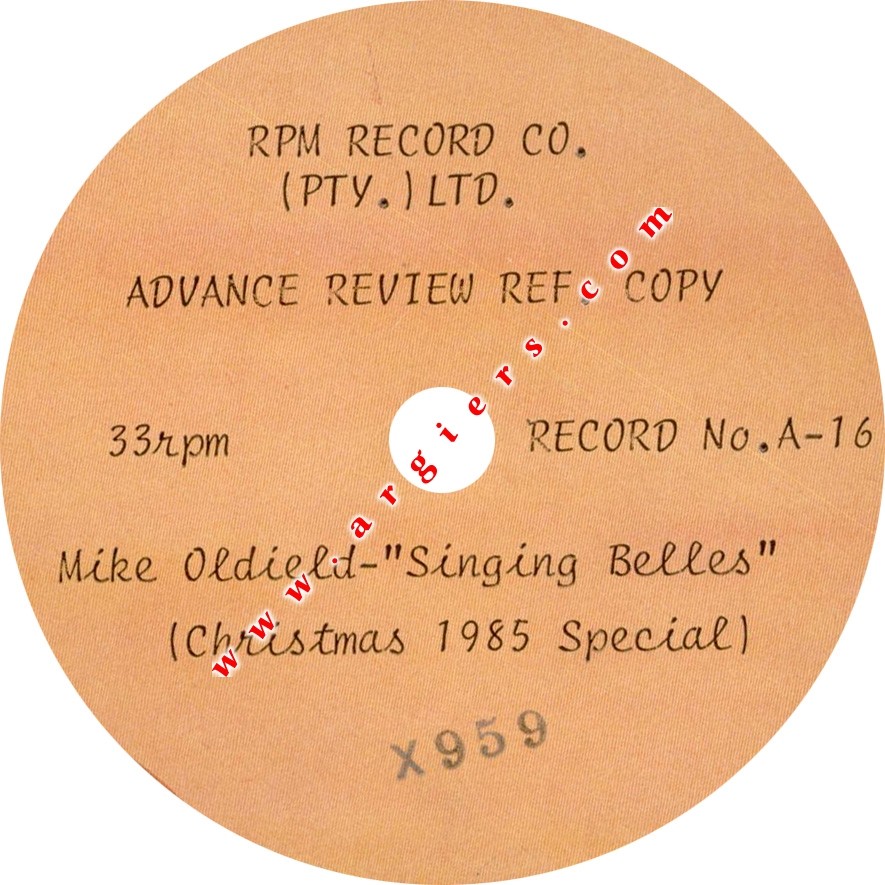 RPM RECORD CO.
(PTY.)LTD.
ADVANCE REVIEW REF. COPY
33rpm
RECORD No.A-16
Mike Oldield-"Singing Belles"
(Christmas 1985 Special)
X959
www.argiers.com